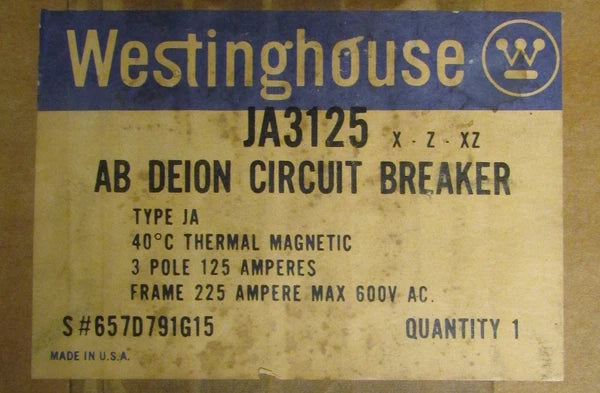 Westinghouse
JA3125 X - Z - XZ
AB DEION CIRCUIT BREAKER
TYPE JA
40°C THERMAL MAGNETIC
3 POLE 125 AMPERES
FRAME 225 AMPERE MAX 600V AC.
S#657D791G15 QUANTITY 1
MADE IN U.S.A.